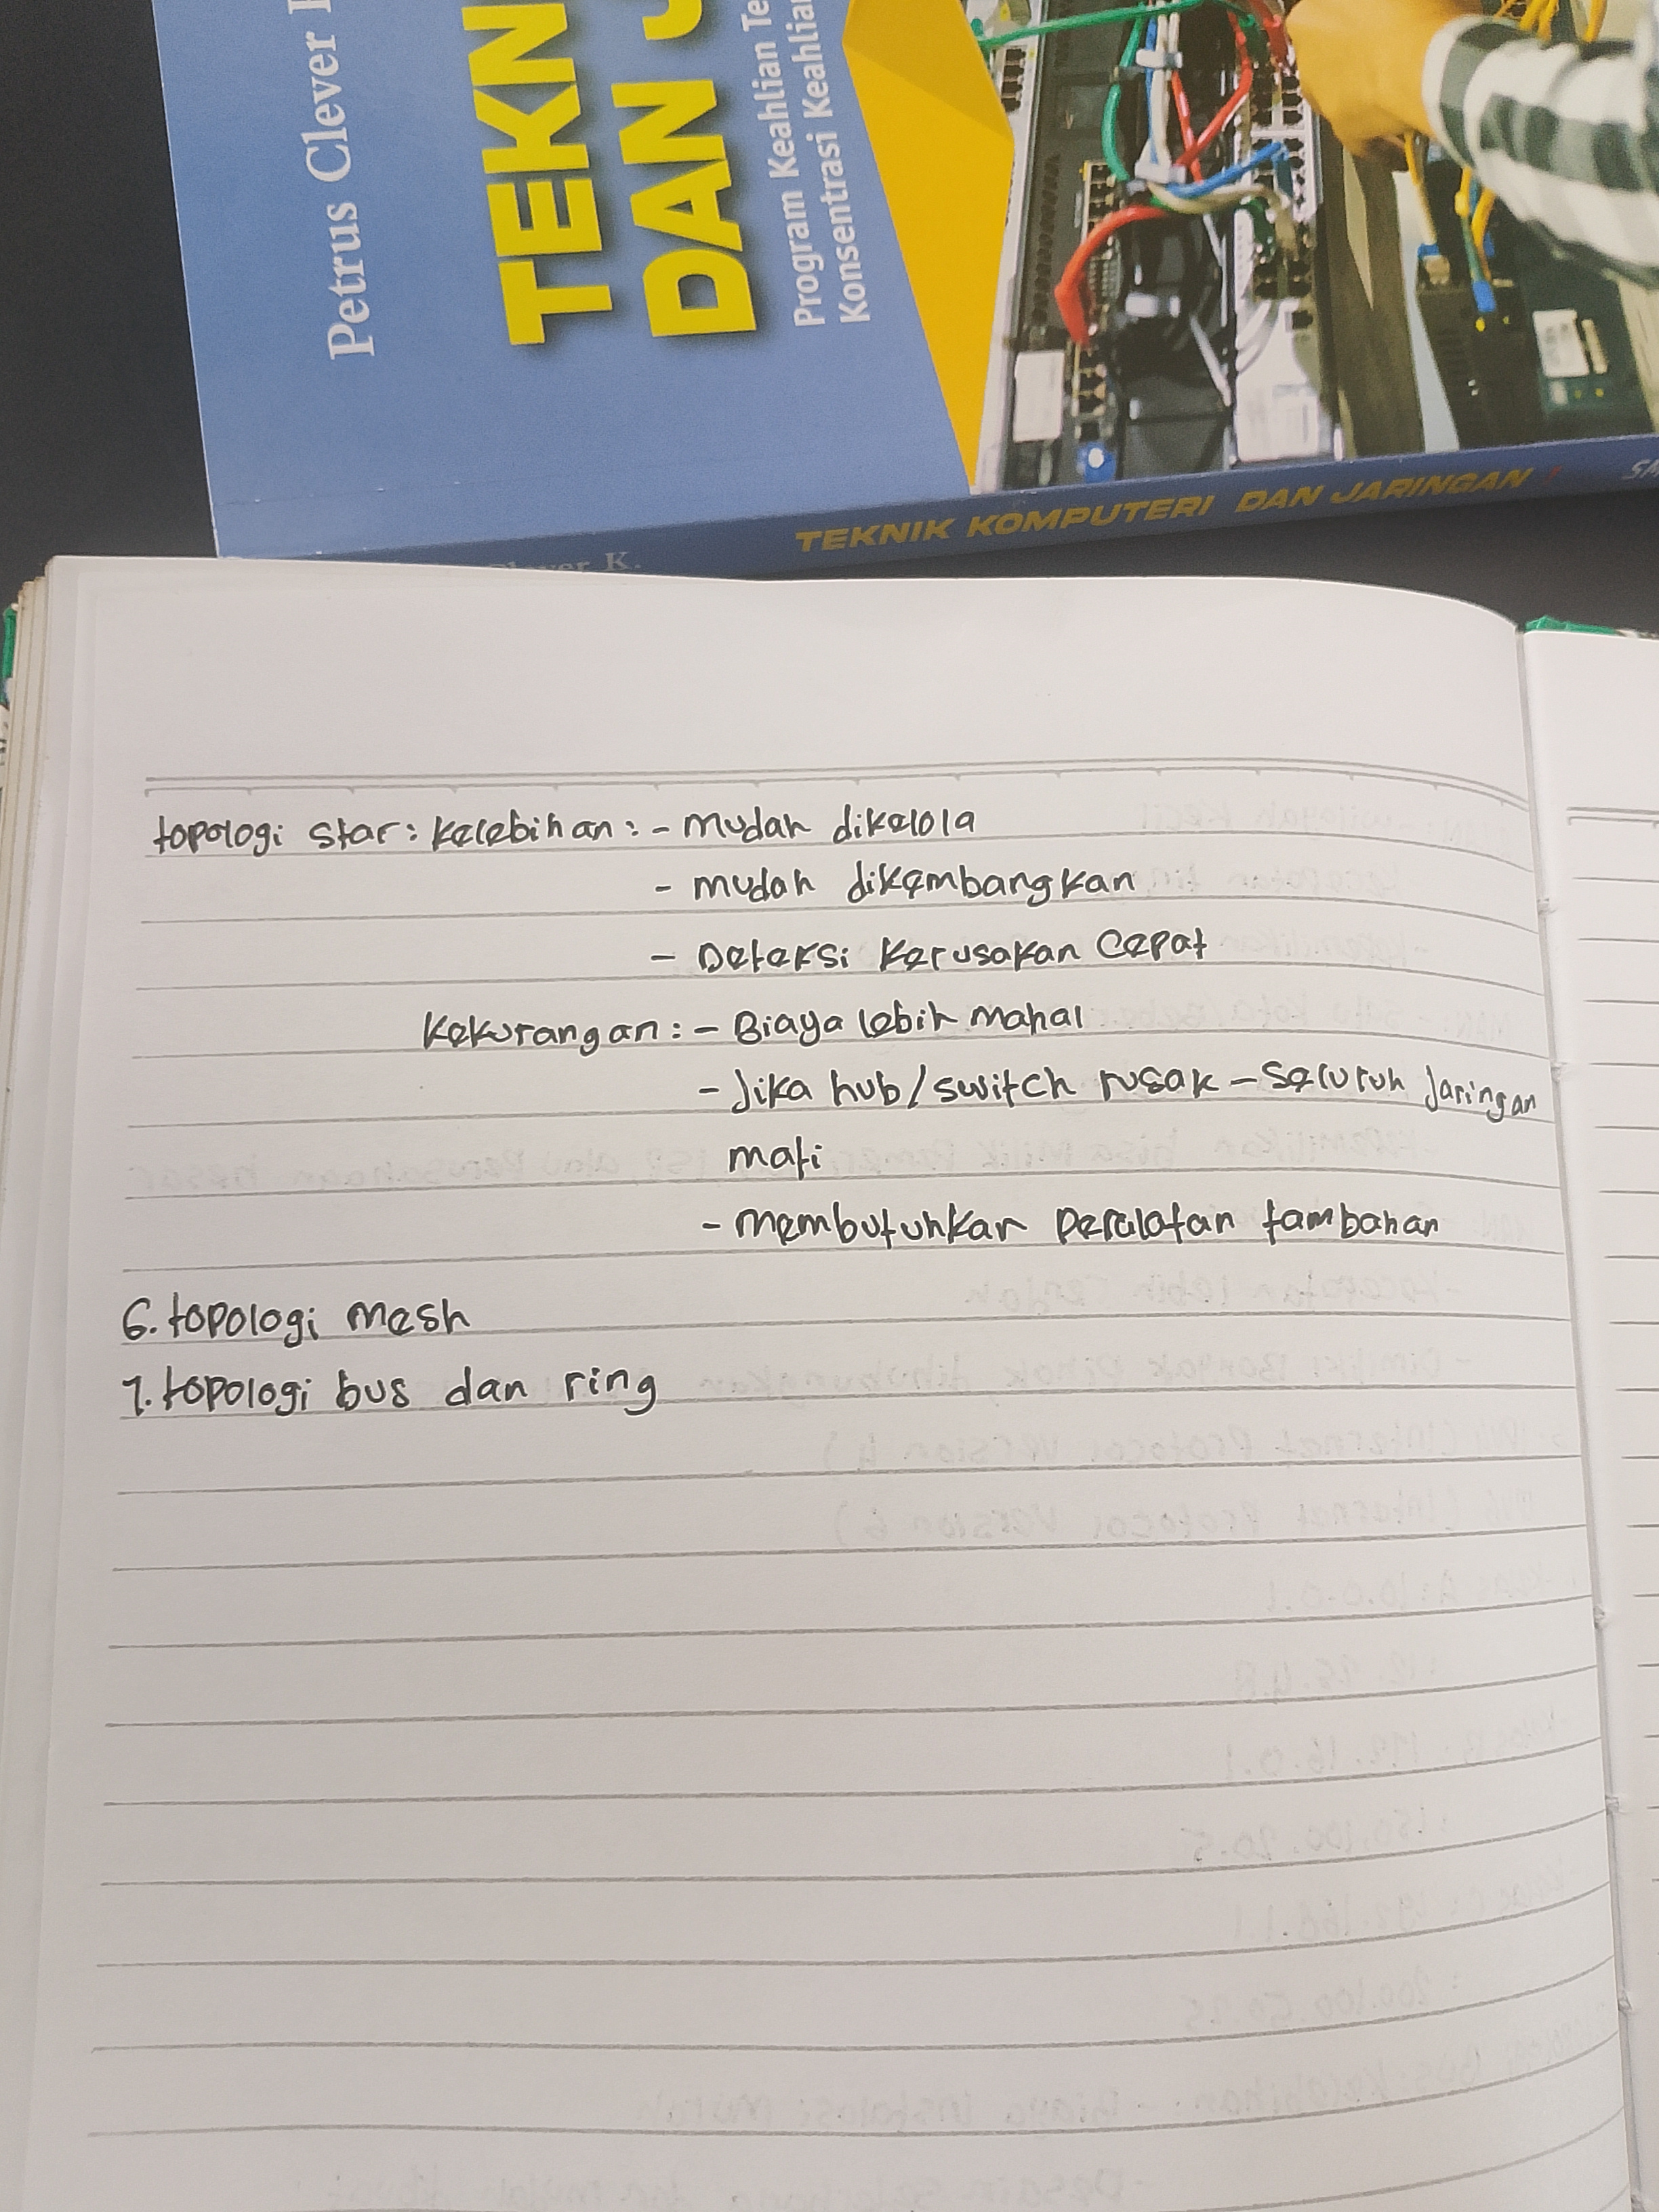 Petrus Clever
TEKN
DAN J
Program Keahlian Te
Konsentrasi Keahlian
TEKNIK KOMPUTERI DAN JARINGAN
K.
topologi star: Kelebihan: - mudah dikelola
- mudah dikembangkan
- Deteksi Kerusakan Cepat
Kekurangan: - Biaya lebih mahal
- Jika hub/switch rusak - Seluruh Jaringan
mati
- membutuhkan Peralatan tambahan
6. topologi mesh
7. topologi bus dan ring